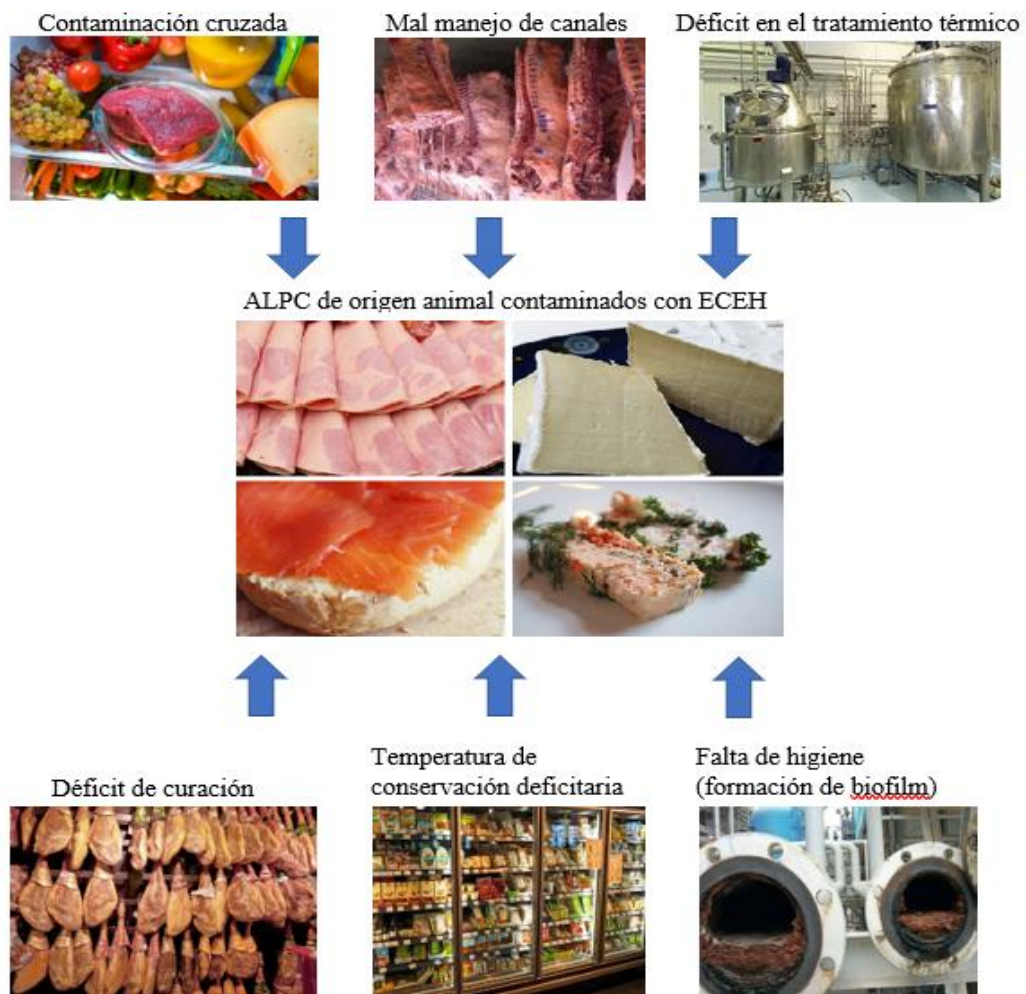 Contaminación cruzada
Mal manejo de canales
Déficit en el tratamiento térmico
ALPC de origen animal contaminados con ECEH
Déficit de curación
Temperatura de
conservación deficitaria
Falta de higiene
(formación de biofilm)